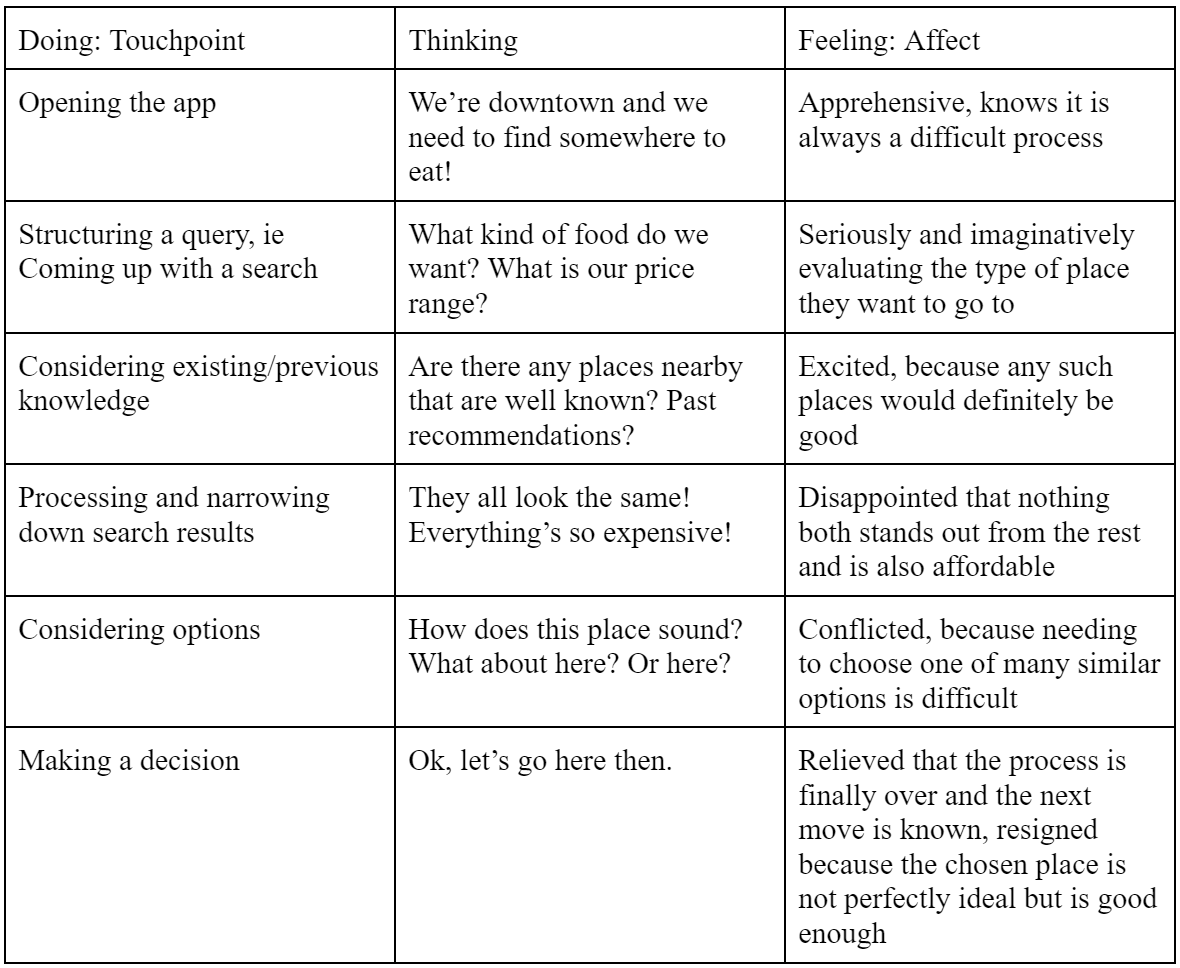 Doing: Touchpoint
Thinking
Feeling: Affect
Opening the app
We’re downtown and we
need to find somewhere to
eat!
Apprehensive, knows it is
always a difficult process
Structuring a query, ie
Coming up with a search
What kind of food do we
want? What is our price
range?
Seriously and imaginatively
evaluating the type of place
they want to go to
Considering existing/previous
knowledge
Are there any places nearby
that are well known? Past
recommendations?
Excited, because any such
places would definitely be
good
Processing and narrowing
down search results
They all look the same!
Everything’s so expensive!
Disappointed that nothing
both stands out from the rest
and is also affordable
Considering options
How does this place sound?
What about here? Or here?
Conflicted, because needing
to choose one of many similar
options is difficult
Making a decision
Ok, let’s go here then.
Relieved that the process is
finally over and the next
move is known, resigned
because the chosen place is
not perfectly ideal but is good
enough